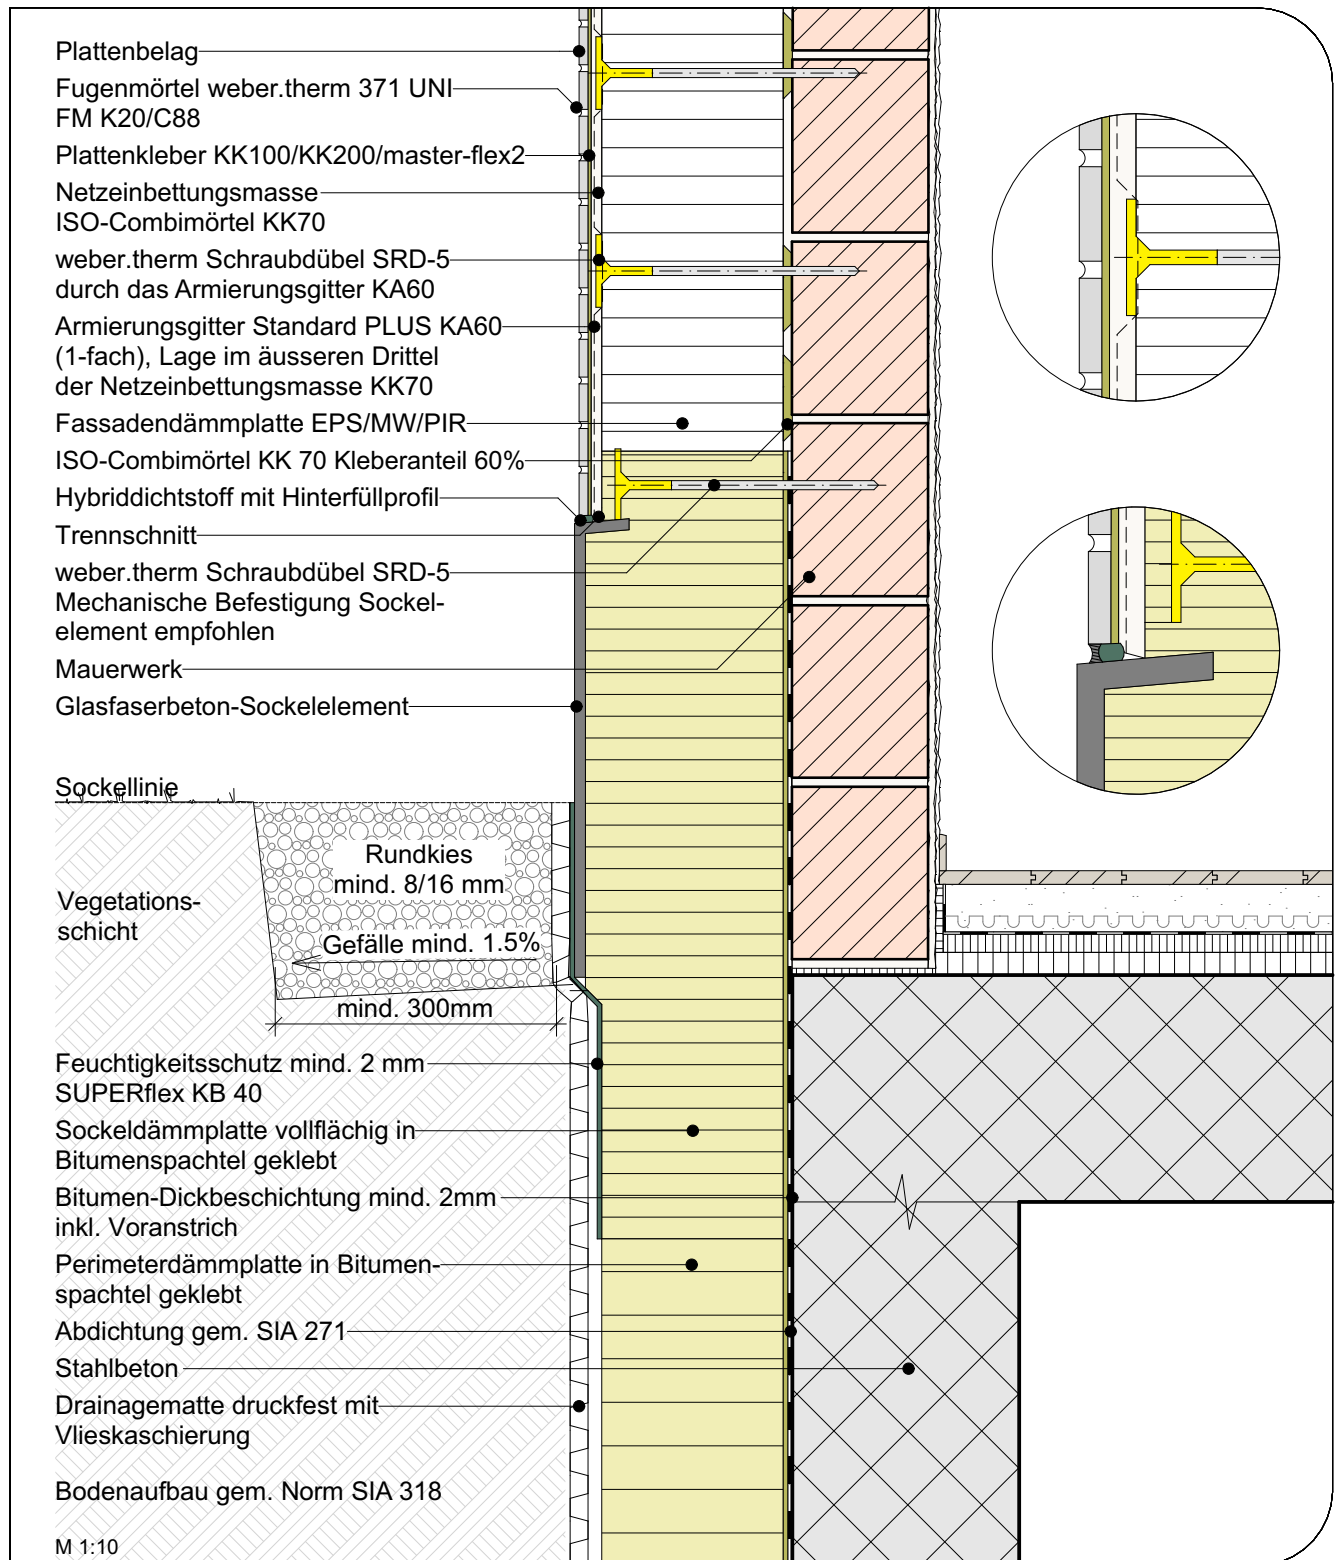 Plattenbelag
Fugenmörtel weber.therm 371 UNI
FM K20/C88
Plattenkleber KK100/KK200/master-flex2
Netzeinbettungsmasse
ISO-Combimörtel KK70
weber.therm Schraubdübel SRD-5
durch das Armierungsgitter KA60
Armierungsgitter Standard PLUS KA60
(1-fach), Lage im äusseren Drittel
der Netzeinbettungsmasse KK70
Fassadendämmplatte EPS/MW/PIR
ISO-Combimörtel KK 70 Kleberanteil 60%
Hybriddichtstoff mit Hinterfüllprofil
Trennschnitt
weber.therm Schraubdübel SRD-5
Mechanische Befestigung Sockel-
element empfohlen
Mauerwerk
Glasfaserbeton-Sockelelement
Sockellinie
Rundkies
mind. 8/16 mm
Vegetations-
schicht
Gefälle mind. 1.5%
mind. 300mm
Feuchtigkeitsschutz mind. 2 mm
SUPERflex KB 40
Sockeldämmplatte vollflächig in
Bitumenspachtel geklebt
Bitumen-Dickbeschichtung mind. 2mm
inkl. Voranstrich
Perimeterdämmplatte in Bitumen-
spachtel geklebt
Abdichtung gem. SIA 271
Stahlbeton
Drainagematte druckfest mit
Vlieskaschierung
Bodenaufbau gem. Norm SIA 318
M 1:10